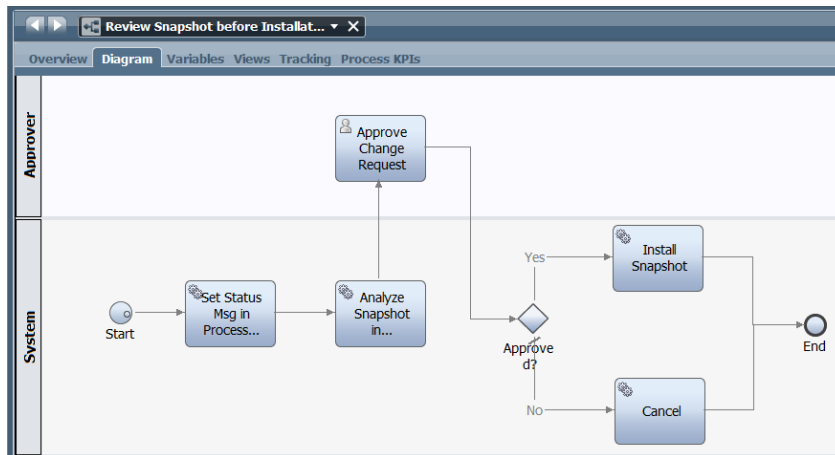 Review Snapshot before Installat...
Overview Diagram Variables Views Tracking Process KPIs
Approver
Approve
Change
Request
System
Start
Set Status
Msg in
Process...
Analyze
Snapshot
in...
Approve
d?
Yes
Install
Snapshot
No
Cancel
End